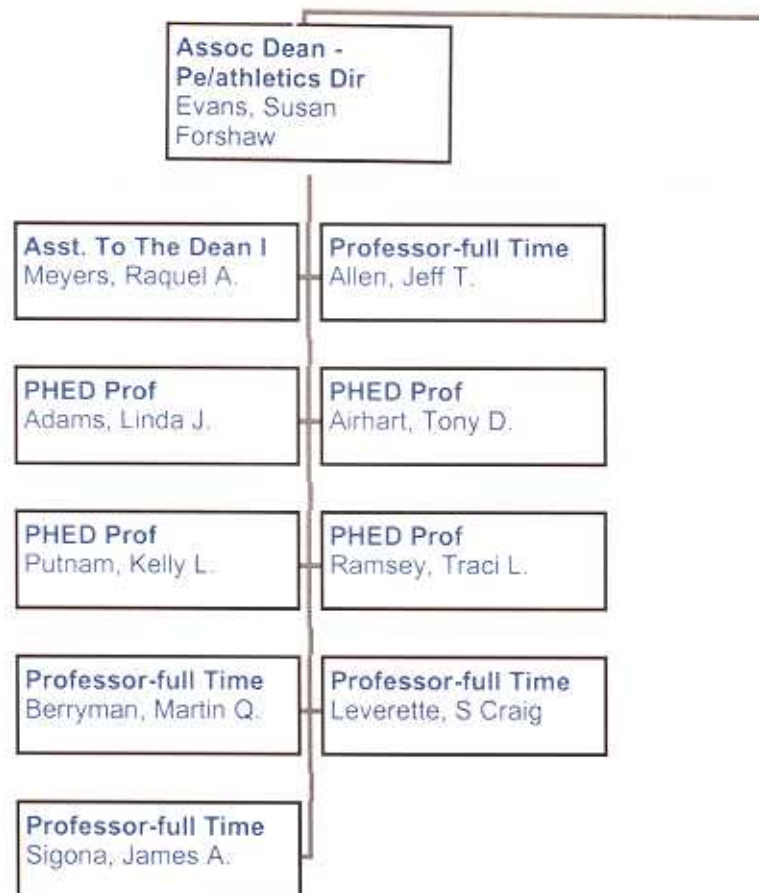 Assoc Dean -
Pe/athletics Dir
Evans, Susan
Forshaw
Asst. To The Dean I
Meyers, Raquel A.
Professor-full Time
Allen, Jeff T.
PHED Prof
Adams, Linda J.
PHED Prof
Airhart, Tony D.
PHED Prof
Putnam, Kelly L.
PHED Prof
Ramsey, Traci L.
Professor-full Time
Berryman, Martin Q.
Professor-full Time
Leverette, S Craig
Professor-full Time
Sigona, James A.